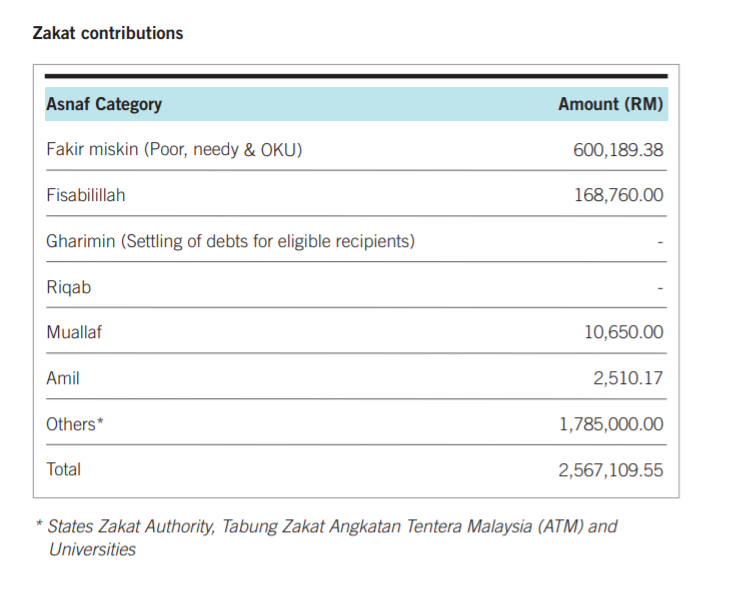 Zakat contributions
Asnaf Category Amount (RM)
Fakir miskin (Poor, needy & OKU) 600,189.38
Fisabilillah 168,760.00
Gharimin (Settling of debts for eligible recipients) -
Riqab -
Muallaf 10,650.00
Amil 2,510.17
Others* 1,785,000.00
Total 2,567,109.55
* States Zakat Authority, Tabung Zakat Angkatan Tentera Malaysia (ATM) and
Universities